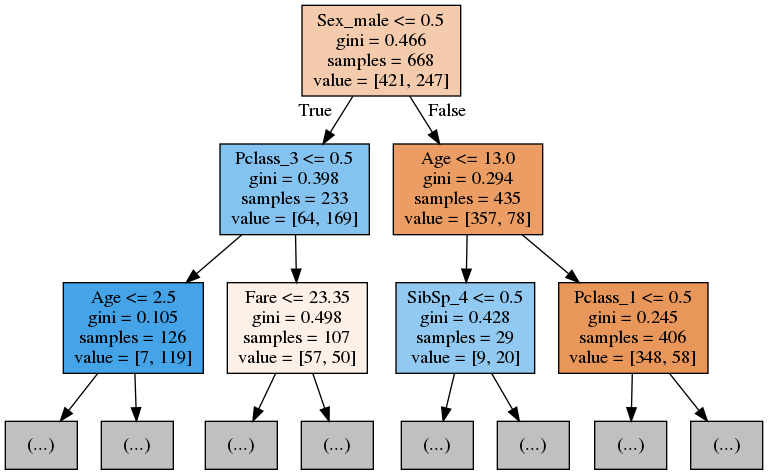 Sex_male <= 0.5
gini = 0.466
samples = 668
value = [421, 247]
True
False
Pclass_3 <= 0.5
gini = 0.398
samples = 233
value = [64, 169]
Age <= 13.0
gini = 0.294
samples = 435
value = [357, 78]
Age <= 2.5
gini = 0.105
samples = 126
value = [7, 119]
Fare <= 23.35
gini = 0.498
samples = 107
value = [57, 50]
SibSp_4 <= 0.5
gini = 0.428
samples = 29
value = [9, 20]
Pclass_1 <= 0.5
gini = 0.245
samples = 406
value = [348, 58]
(...)
(...)
(...)
(...)
(...)
(...)
(...)
(...)